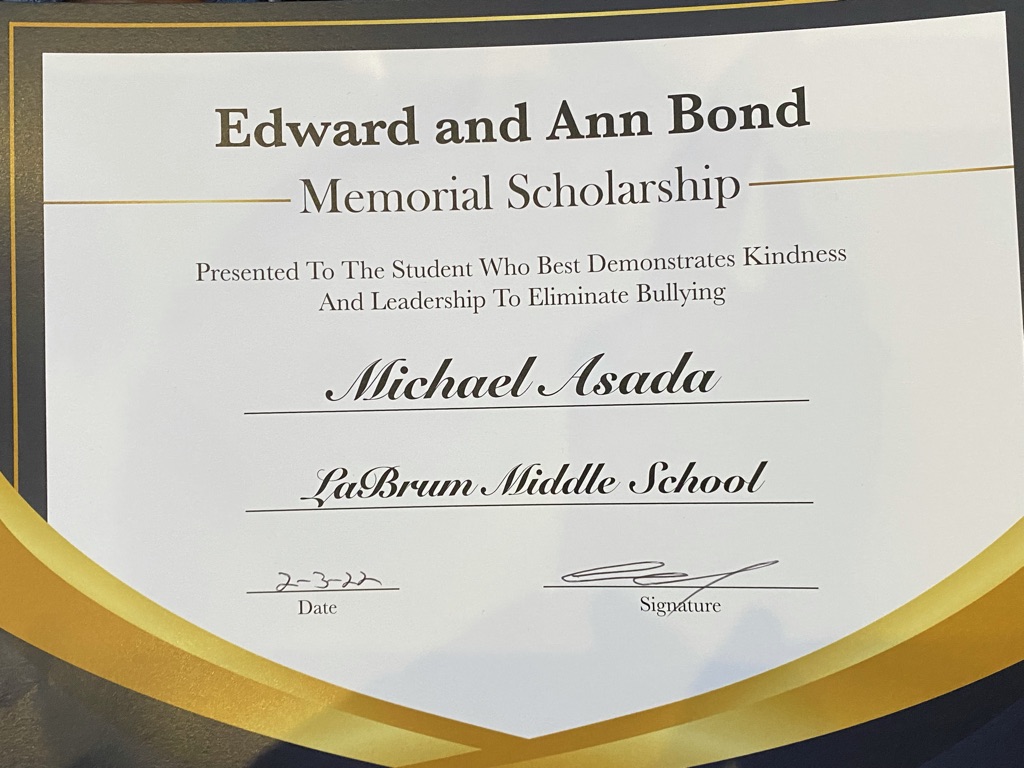 Edward and Ann Bond
Memorial Scholarship
Presented To The Student Who Best Demonstrates Kindness
And Leadership To Eliminate Bullying
Michael Asada
LaBrum Middle School
2-3-22
Date
Signature